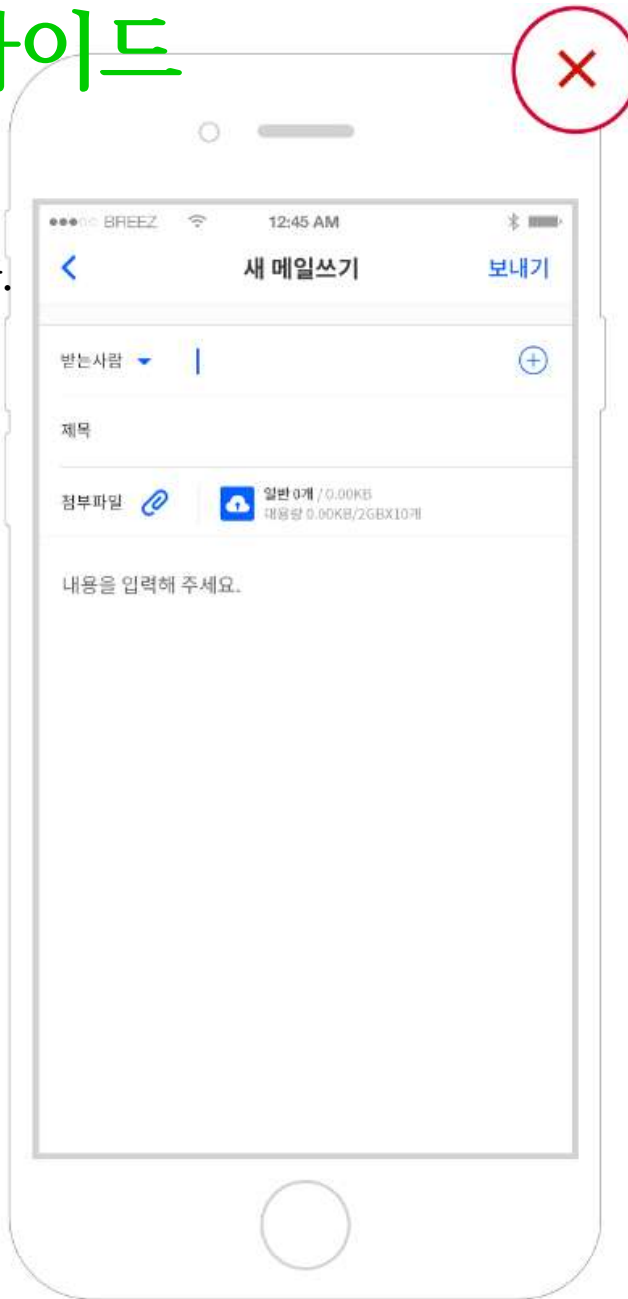 이드
BREEZ 12:45 AM
새 메일쓰기 보내기
받는사람
제목
첨부파일 일반 0개 / 0.00KB
대용량 0.00KB/2GBX10개
내용을 입력해 주세요.